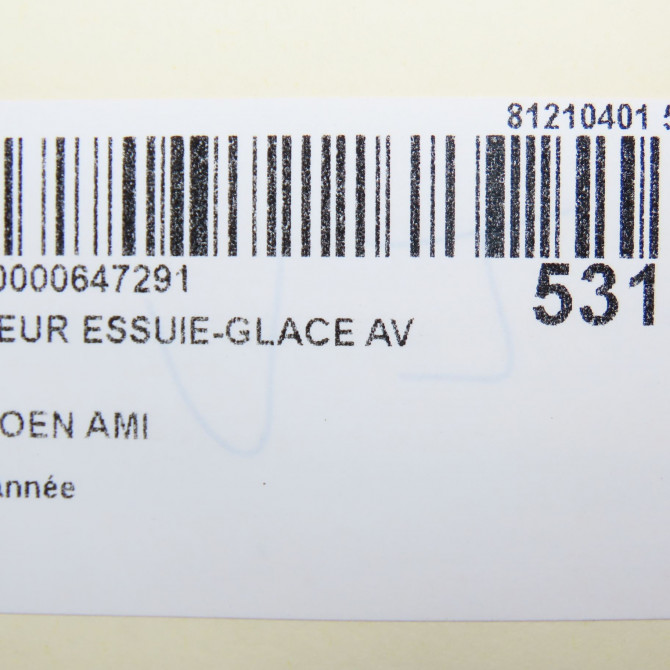 81210401 5
0000647291
531
EUR ESSUIE-GLACE AV
OEN AMI
année